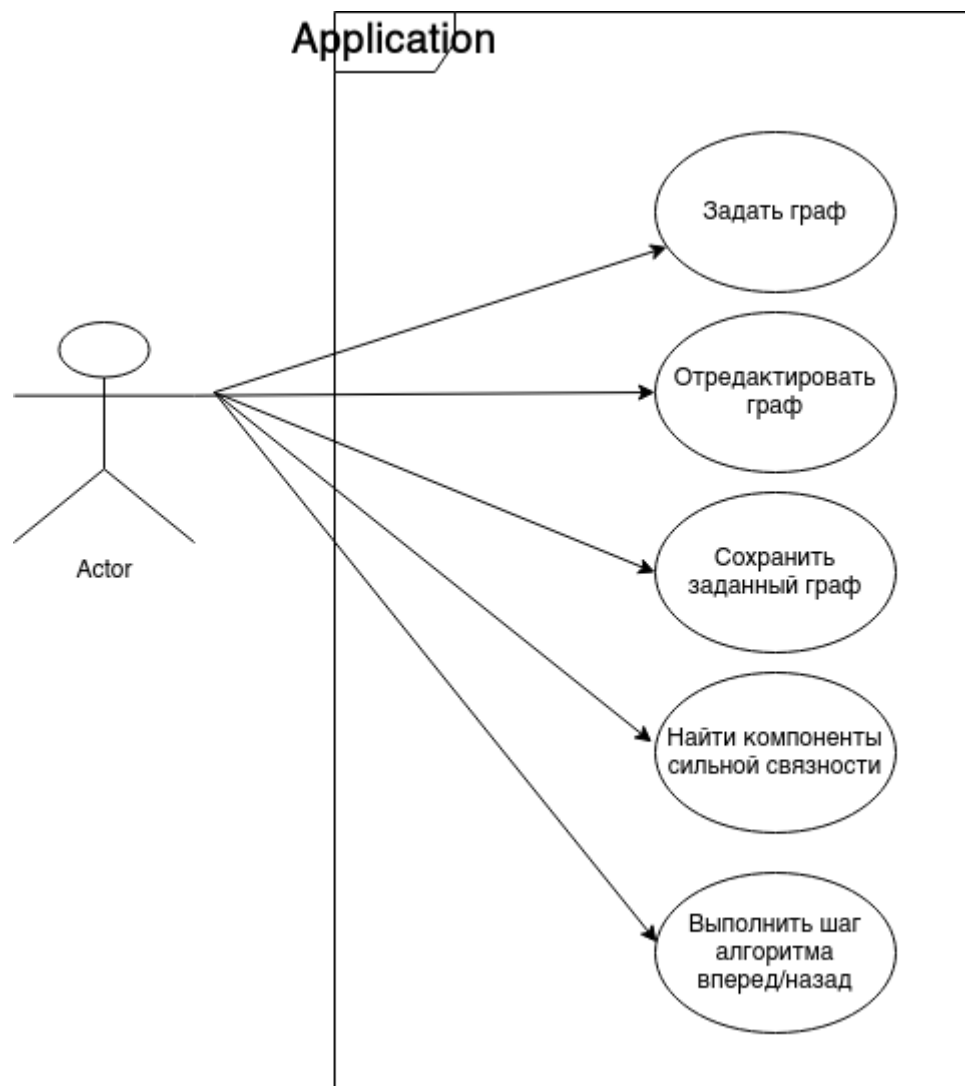 Application
Задать граф
Отредактировать
граф
Сохранить
заданный граф
Actor
Найти компоненты
сильной связности
Выполнить шаг
алгоритма
вперед/назад